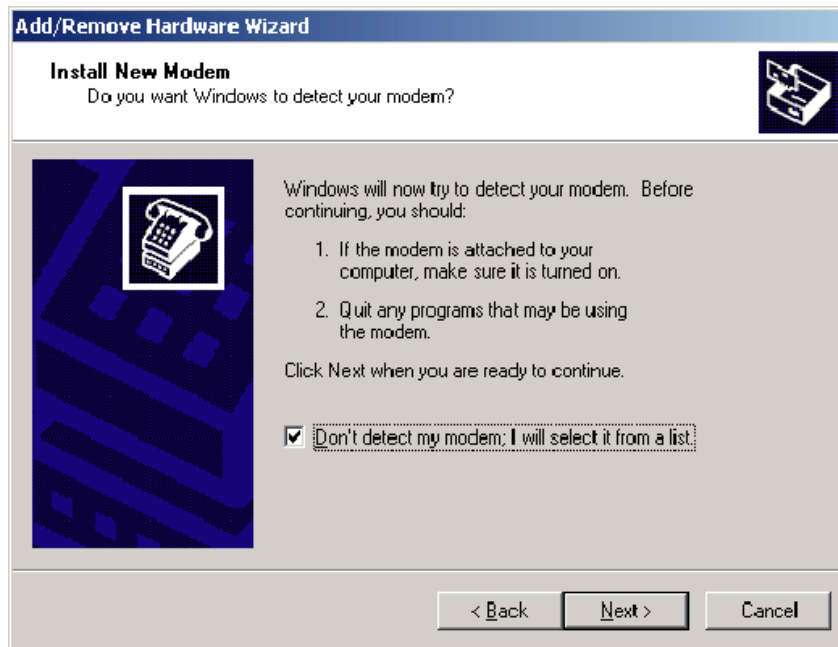 Add/Remove Hardware Wizard
Install New Modem
Do you want Windows to detect your modem?
Windows will now try to detect your modem. Before
continuing, you should:
1. If the modem is attached to your
computer, make sure it is turned on.
2. Quit any programs that may be using
the modem.
Click Next when you are ready to continue.
Don't detect my modem; I will select it from a list.
< Back
Next >
Cancel